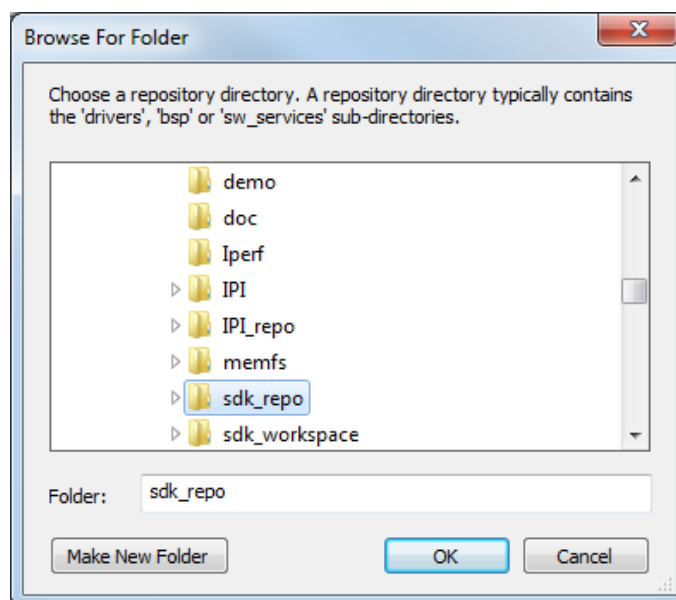 Browse For Folder
Choose a repository directory. A repository directory typically contains
the 'drivers', 'bsp' or 'sw_services' sub-directories.
demo
doc
Iperf
IPI
IPI_repo
memfs
sdk_repo
sdk_workspace
Folder: sdk_repo
Make New Folder OK Cancel